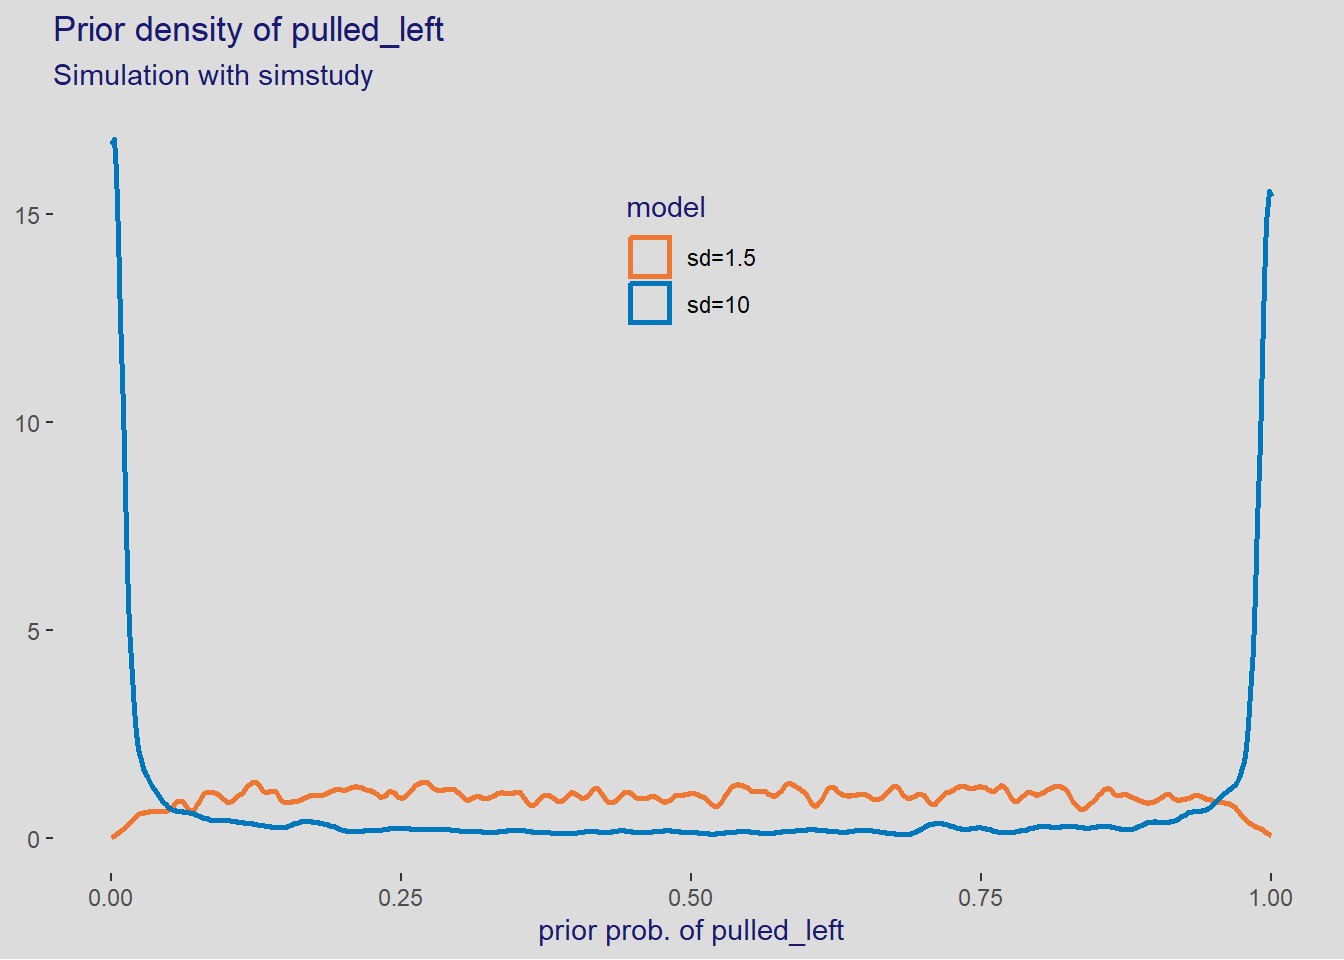 Prior density of pulled_left
Simulation with simstudy
model
sd=1.5
sd=10
15
10
5
0
0.00 0.25 0.50 0.75 1.00
prior prob. of pulled_left